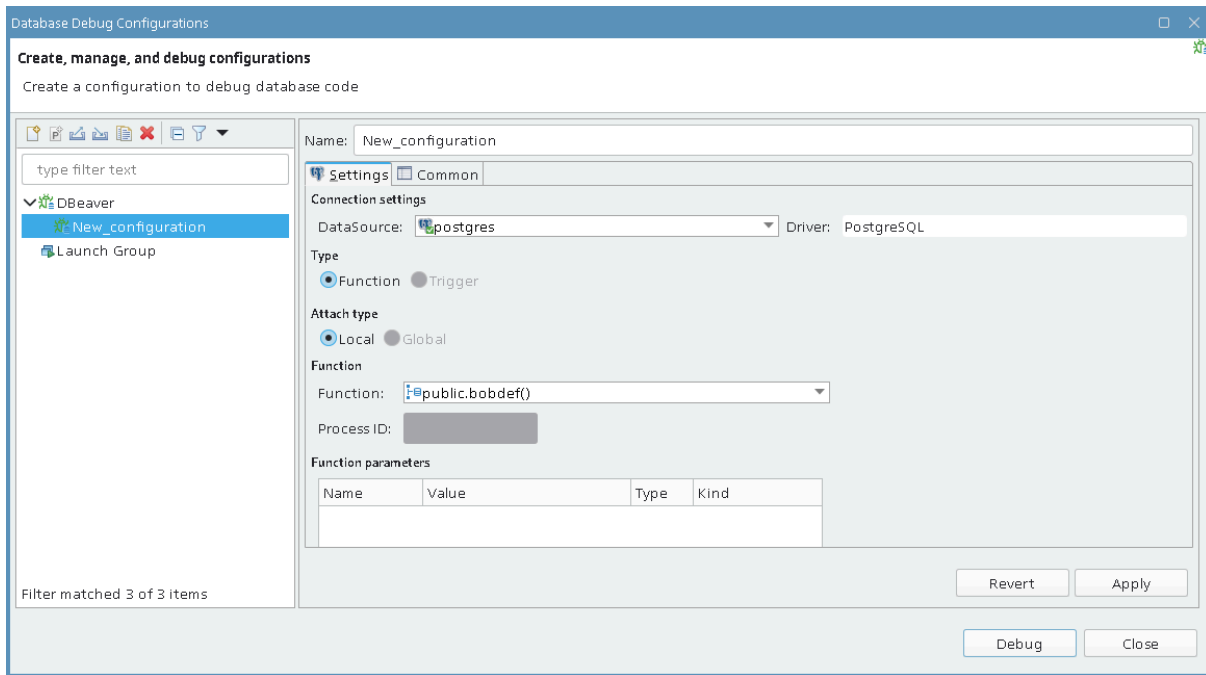 Database Debug Configurations
Create, manage, and debug configurations
Create a configuration to debug database code
type filter text
DBeaver
New_configuration
Launch Group
Filter matched 3 of 3 items
Name: New_configuration
Settings Common
Connection settings
DataSource: postgres Driver: PostgreSQL
Type
Function Trigger
Attach type
Local Global
Function
Function: public.bobdef()
Process ID:
Function parameters
Name Value Type Kind
Revert Apply
Debug Close